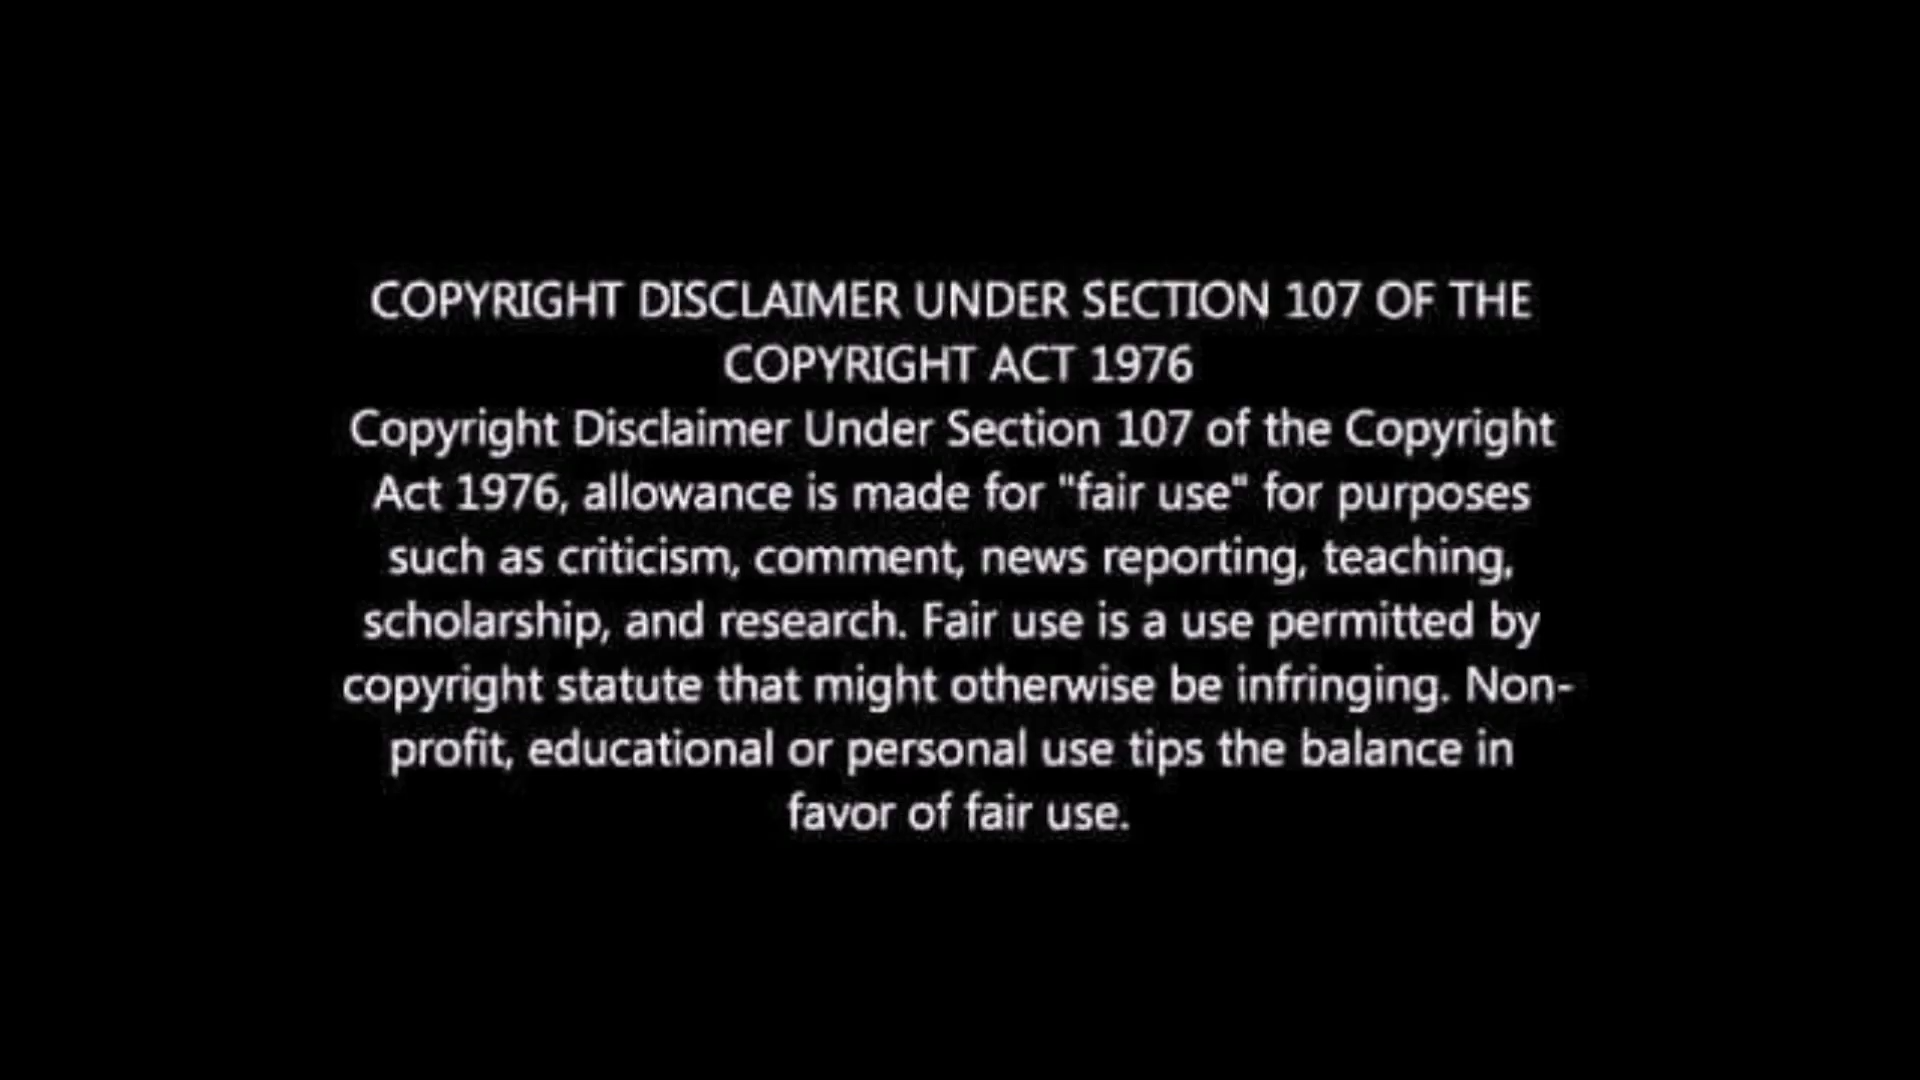 COPYRIGHT DISCLAIMER UNDER SECTION 107 OF THE
COPYRIGHT ACT 1976
Copyright Disclaimer Under Section 107 of the Copyright
Act 1976, allowance is made for "fair use" for purposes
such as criticism, comment, news reporting, teaching,
scholarship, and research. Fair use is a use permitted by
copyright statute that might otherwise be infringing. Non-
profit, educational or personal use tips the balance in
favor of fair use.